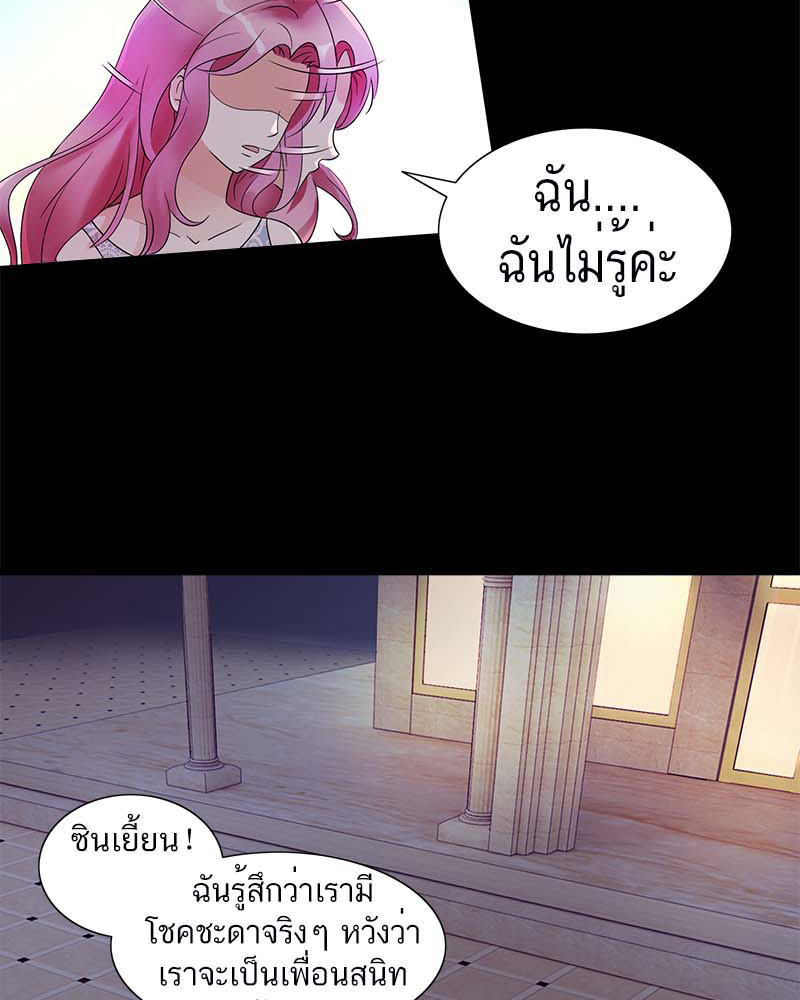 ฉัน....
ฉันไม่รู้ค่ะ
ซินเยี้ยน!
ฉันรู้สึกว่าเรามี
โชคชะดาจริงๆ หวังว่า
เราจะเป็นเพื่อนสนิท